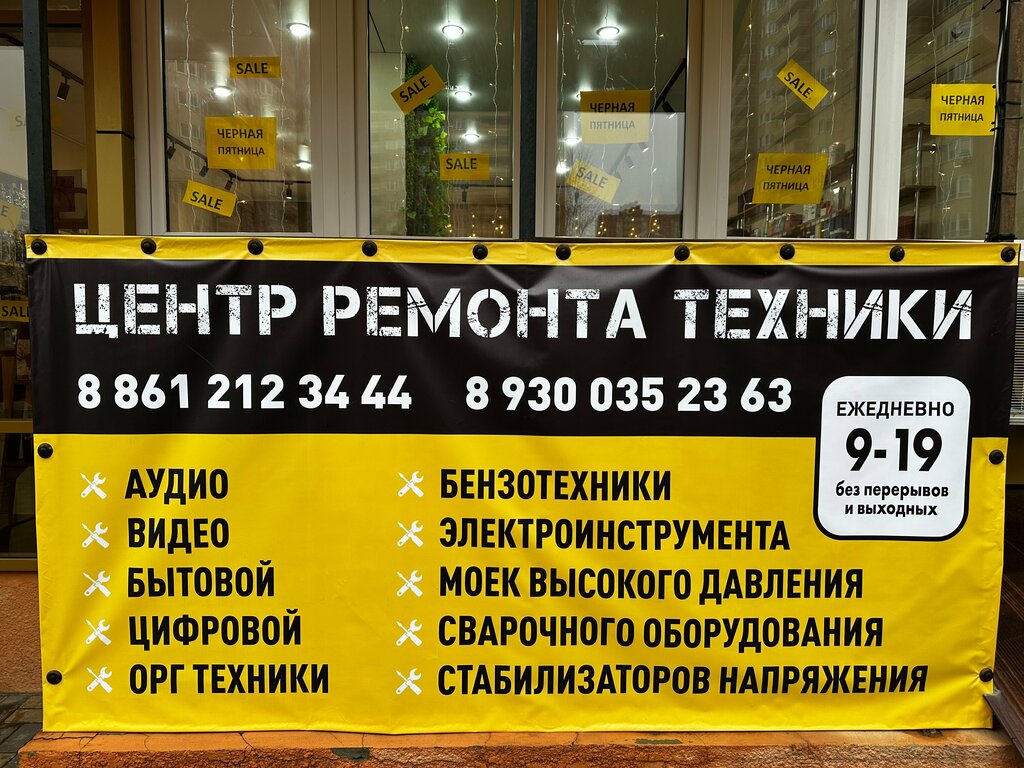 SALE
SALE
SALE
ЧЕРНАЯ
ПЯТНИЦА
ЧЕРНАЯ
ПЯТНИЦА
ЧЕРНАЯ
ПЯТНИЦА
SALE
SALE
ЧЕРНАЯ
ПЯТНИЦА
SALE
SALE
ЦЕНТР РЕМОНТА ТЕХНИКИ
8 861 212 34 44 8 930 035 23 63
ЕЖЕДНЕВНО
9-19
без перерывов
и выходных
АУДИО
ВИДЕО
БЫТОВОЙ
ЦИФРОВОЙ
ОРГ ТЕХНИКИ
БЕНЗОТЕХНИКИ
ЭЛЕКТРОИНСТРУМЕНТА
МОЕК ВЫСОКОГО ДАВЛЕНИЯ
СВАРОЧНОГО ОБОРУДОВАНИЯ
СТАБИЛИЗАТОРОВ НАПРЯЖЕНИЯ